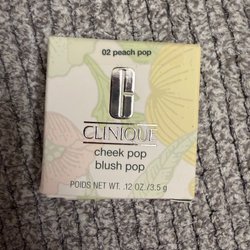 02 peach pop
CLINIQUE
cheek pop
blush pop
POIDS NET WT. .12 OZ./3.5 g